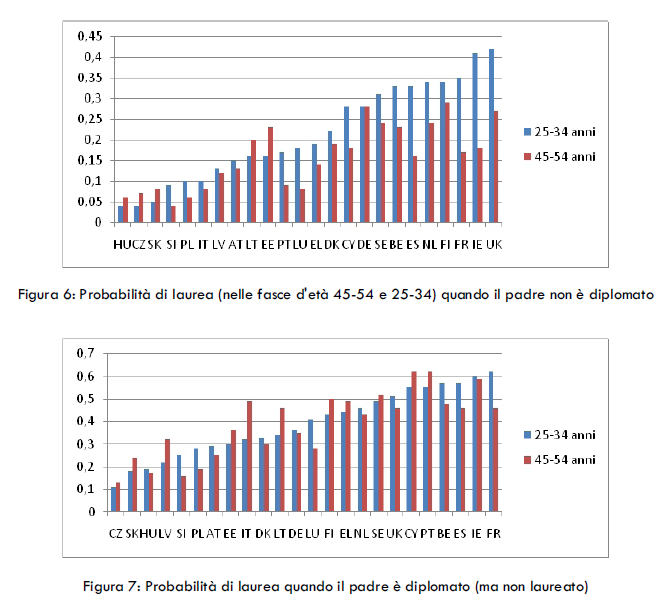 0,45
0,4
0,35
0,3
0,25
0,2
0,15
0,1
0,05
0
HU CZ SK SI PL IT LV AT LT EE PT LU EL DK CY DE SE BE ES NL FI FR IE UK
25-34 anni
45-54 anni
Figura 6: Probabilità di laurea (nelle fasce d'età 45-54 e 25-34) quando il padre non è diplomato
0,7
0,6
0,5
0,4
0,3
0,2
0,1
0
CZ SK HU LV SI PL AT EE IT DK LT DE LU FI EL NL SE UK CY PT BE ES IE FR
25-34 anni
45-54 anni
Figura 7: Probabilità di laurea quando il padre è diplomato (ma non laureato)